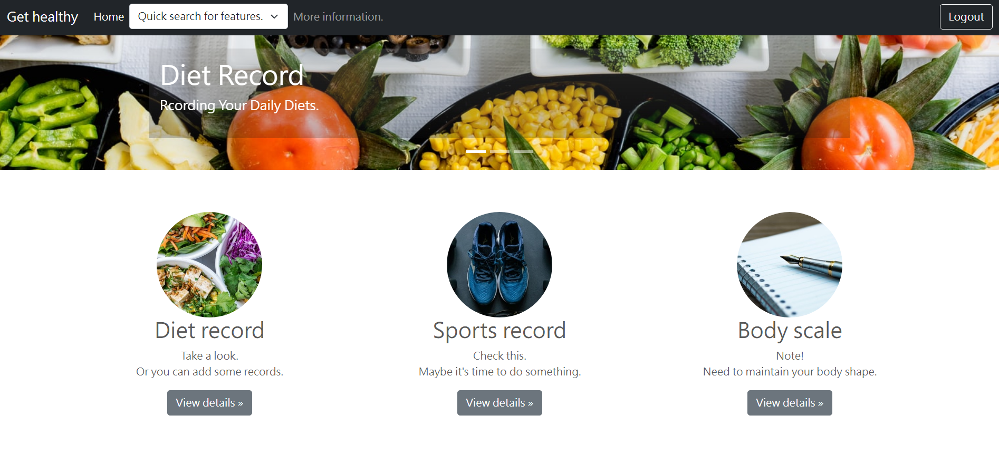 Get healthy Home Quick search for features. More information. Logout
Diet Record
Rcording Your Daily Diets.
Diet record
Take a look.
Or you can add some records.
View details »
Sports record
Check this.
Maybe it's time to do something.
View details »
Body scale
Note!
Need to maintain your body shape.
View details »